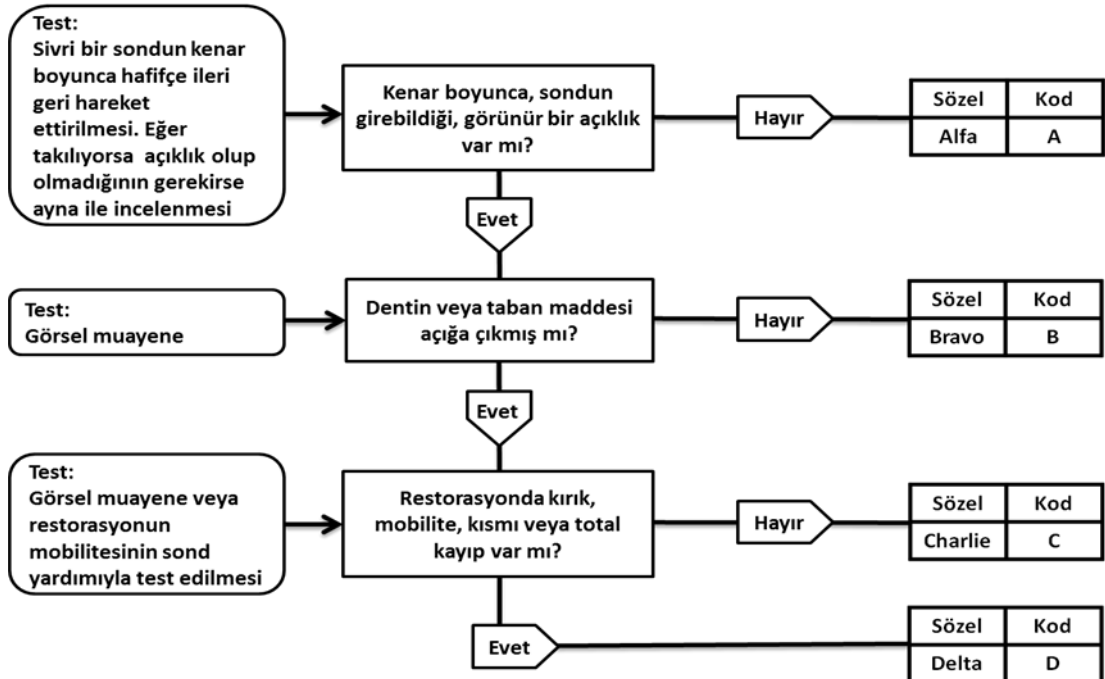 Test:
Sivri bir sondun kenar
boyunca hafifçe ileri
geri hareket
ettirilmesi. Eğer
takılıyorsa açıklık olup
olmadığının gerekirse
ayna ile incelenmesi
Kenar boyunca, sondun
girebildiği, görünür bir açıklık
var mı?
Hayır
Sözel Kod
Alfa A
Evet
Test:
Görsel muayene
Dentin veya taban maddesi
açığa çıkmış mı?
Hayır
Sözel Kod
Bravo B
Evet
Test:
Görsel muayene veya
restorasyonun
mobilitesinin sond
yardımıyla test edilmesi
Restorasyonda kırık,
mobilite, kısmı veya total
kayıp var mı?
Hayır
Sözel Kod
Charlie C
Evet
Sözel Kod
Delta D